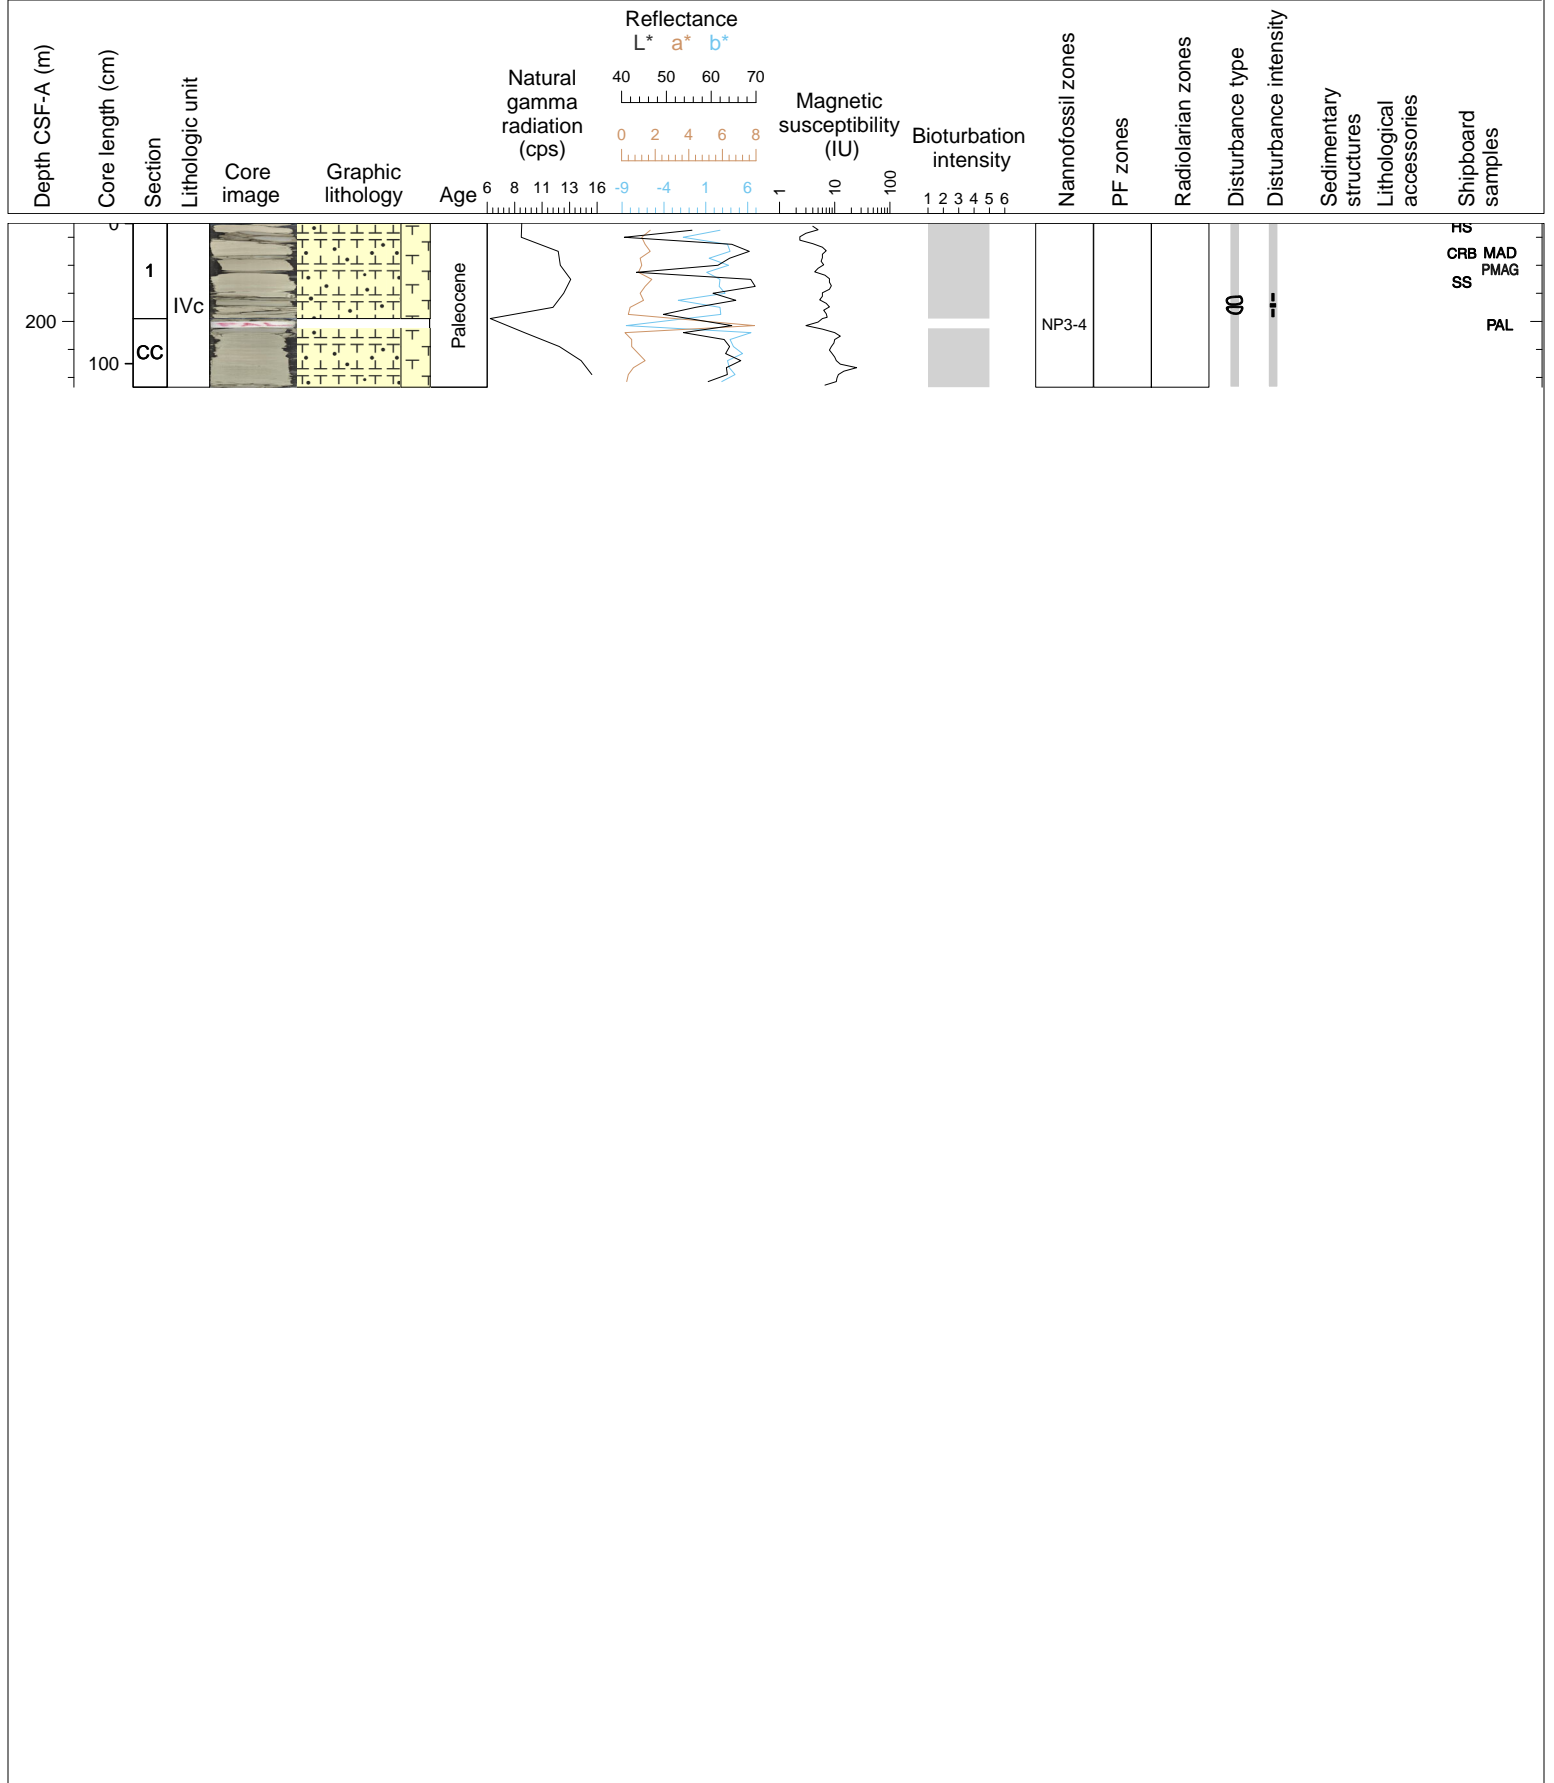 Depth CSF-A (m)
Core length (cm)
Section
Lithologic unit
Core
image
Graphic
lithology
Age
Natural
gamma
radiation
(cps)
6 8 11 13 16
Reflectance
L* a* b*
40 50 60 70
0 2 4 6 8
-9 -4 1 6
Magnetic
susceptibility
(IU)
1 10 100
Bioturbation
intensity
1 2 3 4 5 6
Nannofossil zones
PF zones
Radiolarian zones
Disturbance type
Disturbance intensity
Sedimentary
structures
Lithological
accessories
Shipboard
samples
0
HS
CRB MAD
1
PMAG
SS
IVc
Paleocene
200
NP3-4
PAL
CC
100